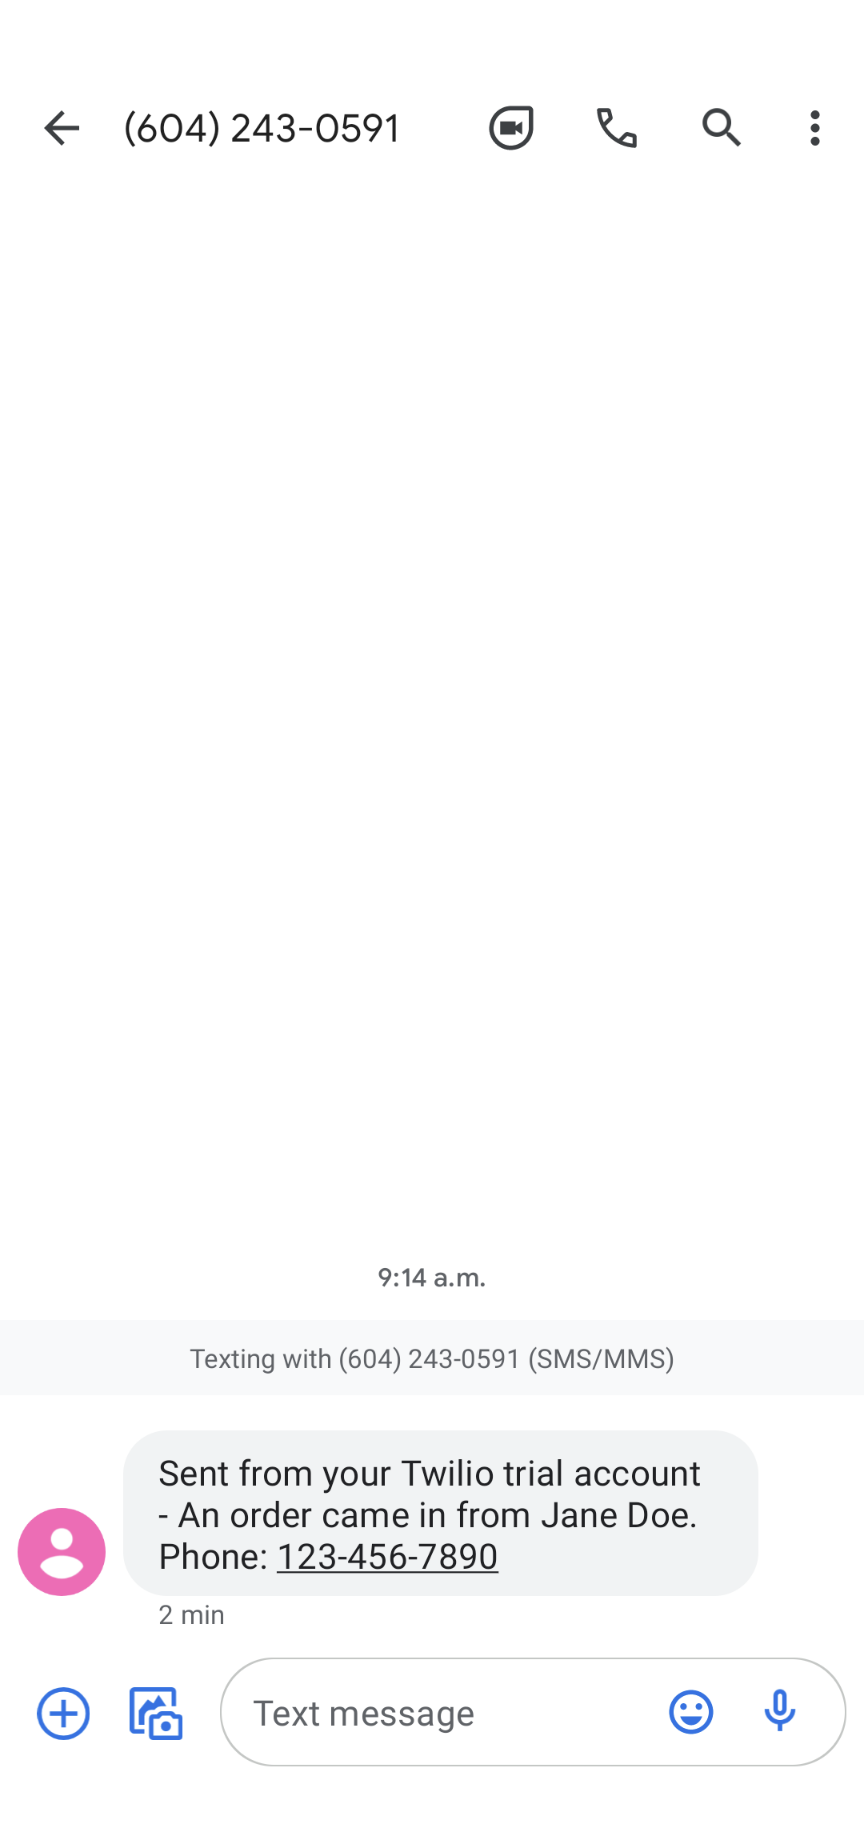 (604) 243-0591
9:14 a.m.
Texting with (604) 243-0591 (SMS/MMS)
Sent from your Twilio trial account
- An order came in from Jane Doe.
Phone: 123-456-7890
2 min
Text message